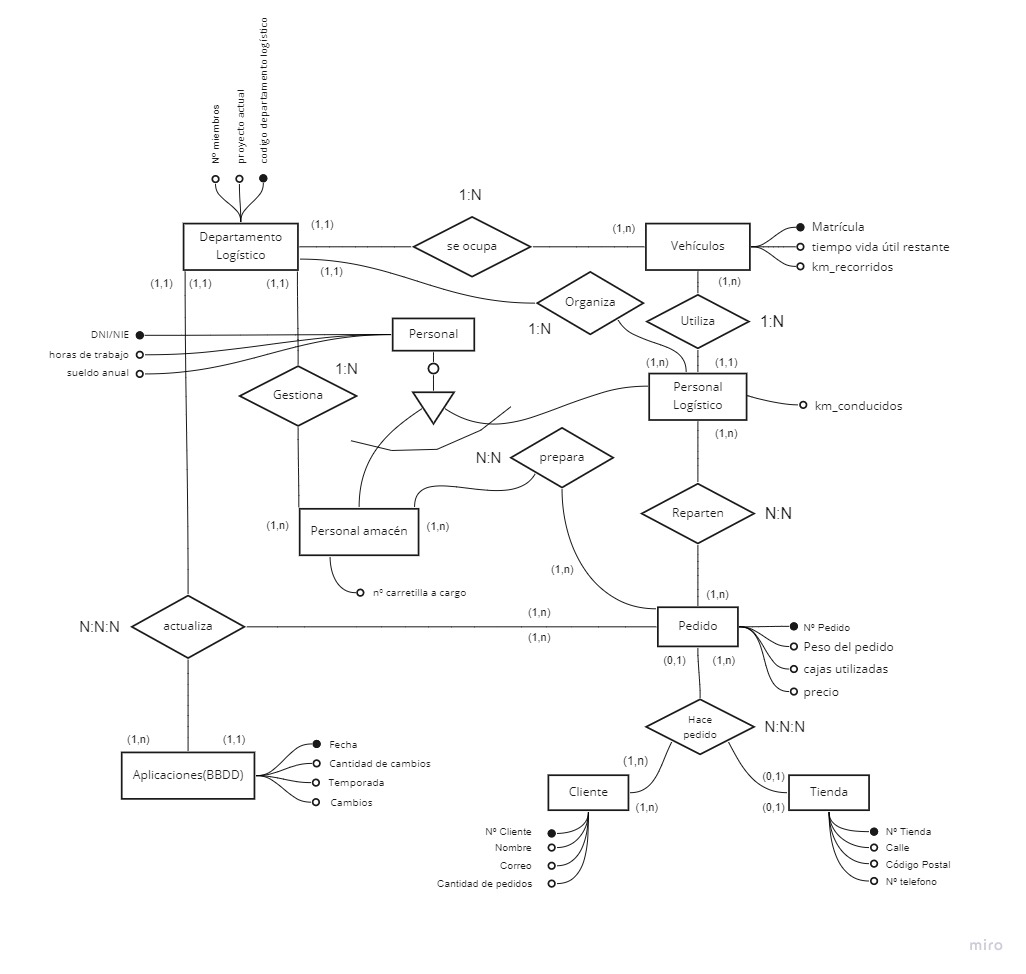 Nº miembros
proyecto actual
codigo departamento logístico
1:N
Departamento
Logístico
(1,1)
se ocupa
(1,n)
Vehículos
Matrícula
tiempo vida útil restante
km_recorridos
(1,1)
(1,1)
(1,1)
(1,1)
Organiza
1:N
(1,n)
Utiliza
1:N
DNI/NIE
horas de trabajo
sueldo anual
Personal
(1,n)
(1,1)
1:N
Gestiona
Personal
Logístico
km_conducidos
(1,n)
N:N
prepara
(1,n)
Personal amacén
(1,n)
Reparten
N:N
(1,n)
nº carretilla a cargo
(1,n)
N:N:N
actualiza
(1,n)
(1,n)
Pedido
Nº Pedido
Peso del pedido
cajas utilizadas
precio
(0,1)
(1,n)
Hace
pedido
N:N:N
(1,n)
(1,1)
Aplicaciones(BBDD)
Fecha
Cantidad de cambios
Temporada
Cambios
(1,n)
(0,1)
Cliente
(1,n)
(0,1)
Tienda
Nº Cliente
Nombre
Correo
Cantidad de pedidos
Nº Tienda
Calle
Código Postal
Nº telefono
miro